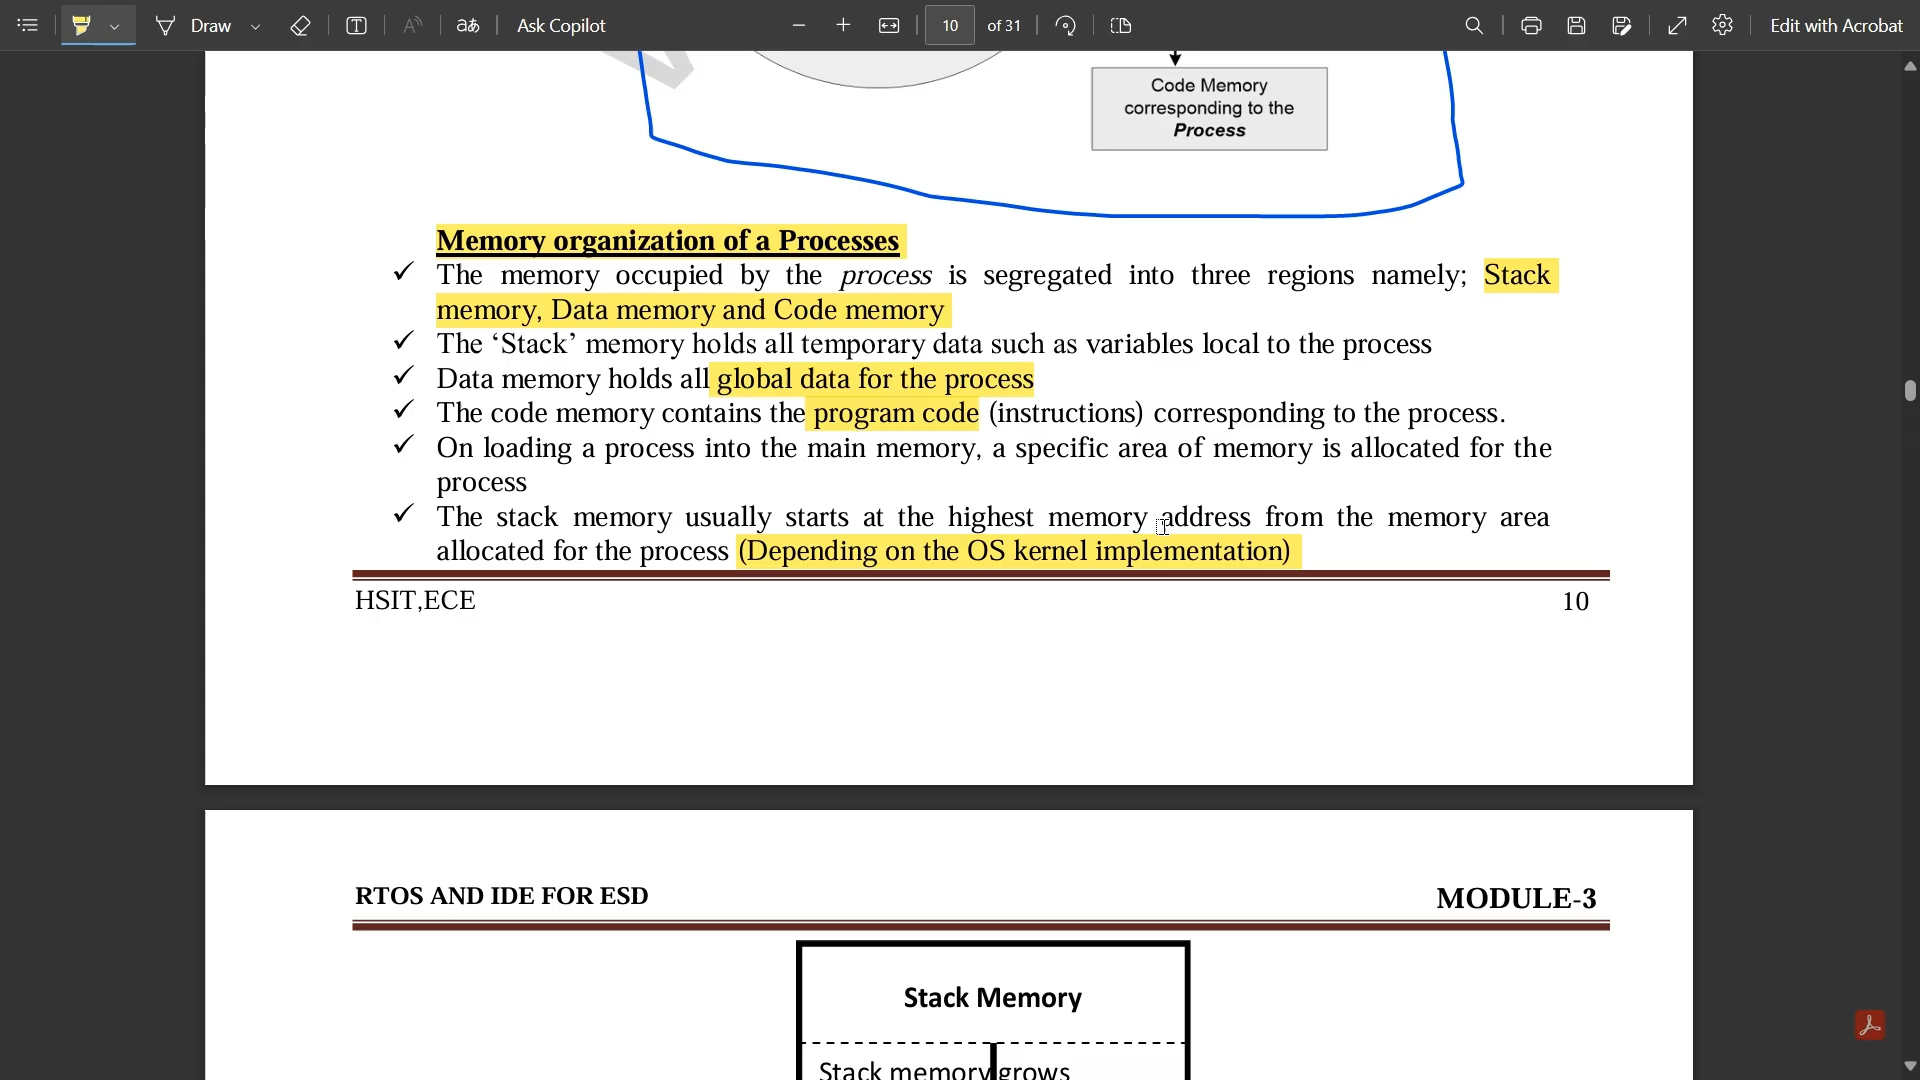 Draw
T
A
aあ
Ask Copilot
10
of 31
Edit with Acrobat
Code Memory
corresponding to the
Process
Memory organization of a Processes
✓ The memory occupied by the process is segregated into three regions namely; Stack
memory, Data memory and Code memory
✓ The ‘Stack’ memory holds all temporary data such as variables local to the process
✓ Data memory holds all global data for the process
✓ The code memory contains the program code (instructions) corresponding to the process.
✓ On loading a process into the main memory, a specific area of memory is allocated for the
process
✓ The stack memory usually starts at the highest memory address from the memory area
allocated for the process (Depending on the OS kernel implementation)
HSIT,ECE 10
RTOS AND IDE FOR ESD MODULE-3
Stack Memory
Stack memory grows